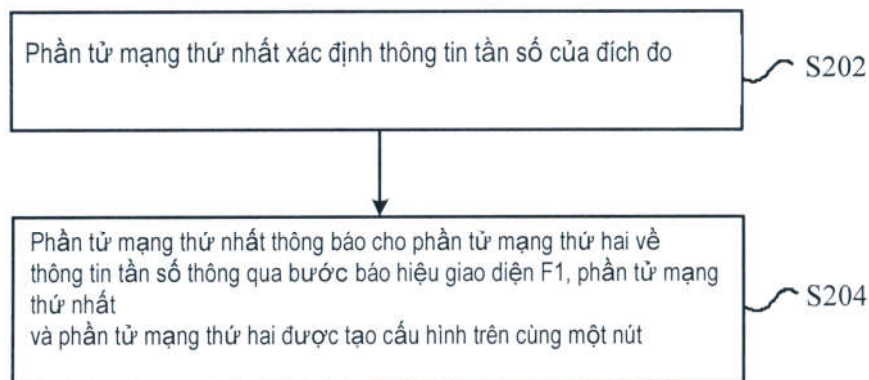 Phần tử mạng thứ nhất xác định thông tin tần số của đích đo
S202
Phần tử mạng thứ nhất thông báo cho phần tử mạng thứ hai về
thông tin tần số thông qua bước báo hiệu giao diện F1, phần tử mạng
thứ nhất
và phần tử mạng thứ hai được tạo cấu hình trên cùng một nút
S204